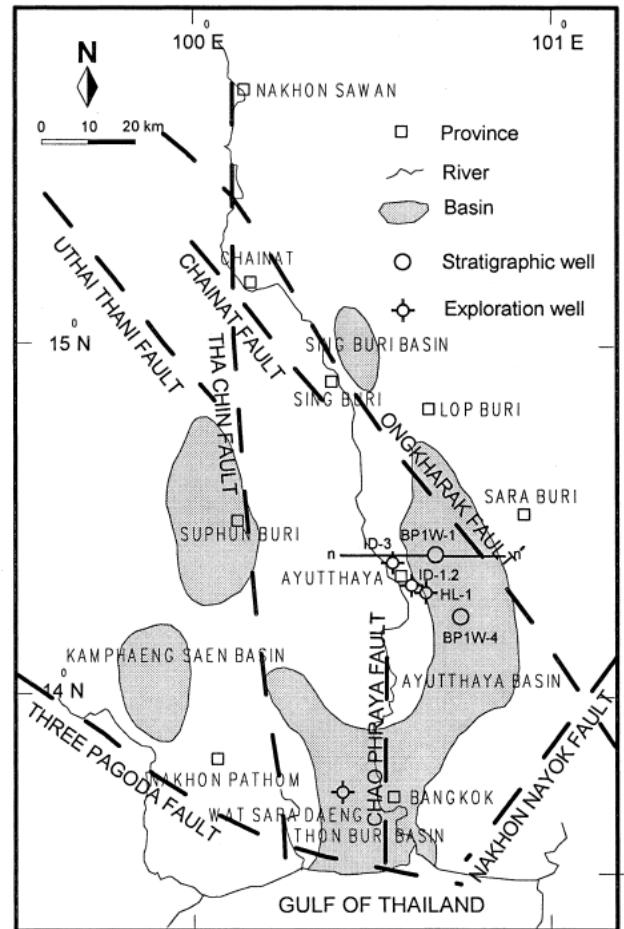 100 E
101 E
N
0 10 20 km
NAKHON SAWAN
Province
River
Basin
Stratigraphic well
Exploration well
UTHAI THANI FAULT
CHAINAT
CHAINAT FAULT
THA CHIN FAULT
15 N
SING BURI BASIN
SING BURI
LOP BURI
ONGKHARAK FAULT
SARA BURI
SUPHUN BURI
ID-3
BP1W-1
n
n'
AYUTTHAYA
ID-1.2
HL-1
BP1W-4
KAMPHAENG SAEN BASIN
CHAO PHRAYA FAULT
AYUTTHAYA BASIN
14 N
THREE PAGODA FAULT
NAKHON PATHOM
WAT SARA DAENG
BANGKOK
THON BURI BASIN
NAKHON NAYOK FAULT
GULF OF THAILAND